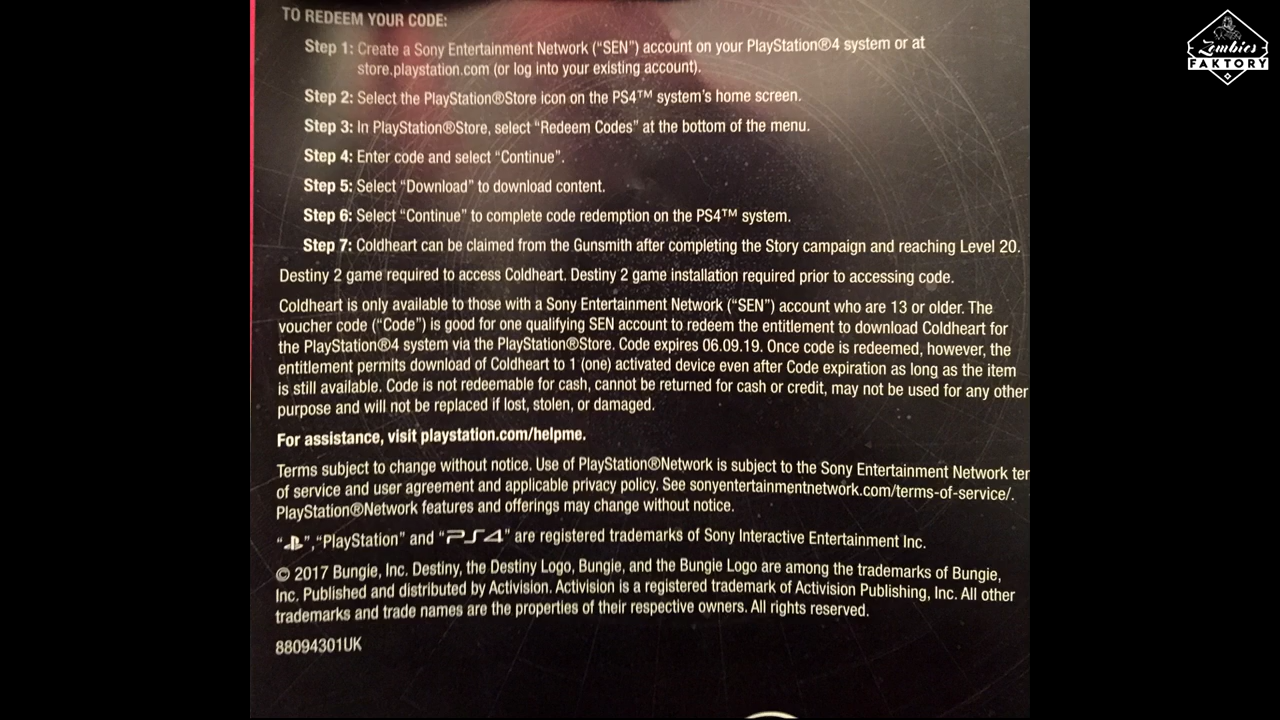 Zombies
FAKTORY
TO REDEEM YOUR CODE:
Step 1: Create a Sony Entertainment Network (“SEN”) account on your PlayStation®4 system or at
store.playstation.com (or log into your existing account).
Step 2: Select the PlayStation®Store icon on the PS4™ system’s home screen.
Step 3: In PlayStation®Store, select “Redeem Codes” at the bottom of the menu.
Step 4: Enter code and select “Continue”.
Step 5: Select “Download” to download content.
Step 6: Select “Continue” to complete code redemption on the PS4™ system.
Step 7: Coldheart can be claimed from the Gunsmith after completing the Story campaign and reaching Level 20.
Destiny 2 game required to access Coldheart. Destiny 2 game installation required prior to accessing code.
Coldheart is only available to those with a Sony Entertainment Network (“SEN”) account who are 13 or older. The
voucher code (“Code”) is good for one qualifying SEN account to redeem the entitlement to download Coldheart for
the PlayStation®4 system via the PlayStation®Store. Code expires 06.09.19. Once code is redeemed, however, the
entitlement permits download of Coldheart to 1 (one) activated device even after Code expiration as long as the item
is still available. Code is not redeemable for cash, cannot be returned for cash or credit, may not be used for any other
purpose and will not be replaced if lost, stolen, or damaged.
For assistance, visit playstation.com/helpme.
Terms subject to change without notice. Use of PlayStation®Network is subject to the Sony Entertainment Network ter
of service and user agreement and applicable privacy policy. See sonyentertainmentnetwork.com/terms-of-service/.
PlayStation®Network features and offerings may change without notice.
“ ”, “PlayStation” and “PS4” are registered trademarks of Sony Interactive Entertainment Inc.
© 2017 Bungie, Inc. Destiny, the Destiny Logo, Bungie, and the Bungie Logo are among the trademarks of Bungie,
Inc. Published and distributed by Activision. Activision is a registered trademark of Activision Publishing, Inc. All other
trademarks and trade names are the properties of their respective owners. All rights reserved.
88094301UK